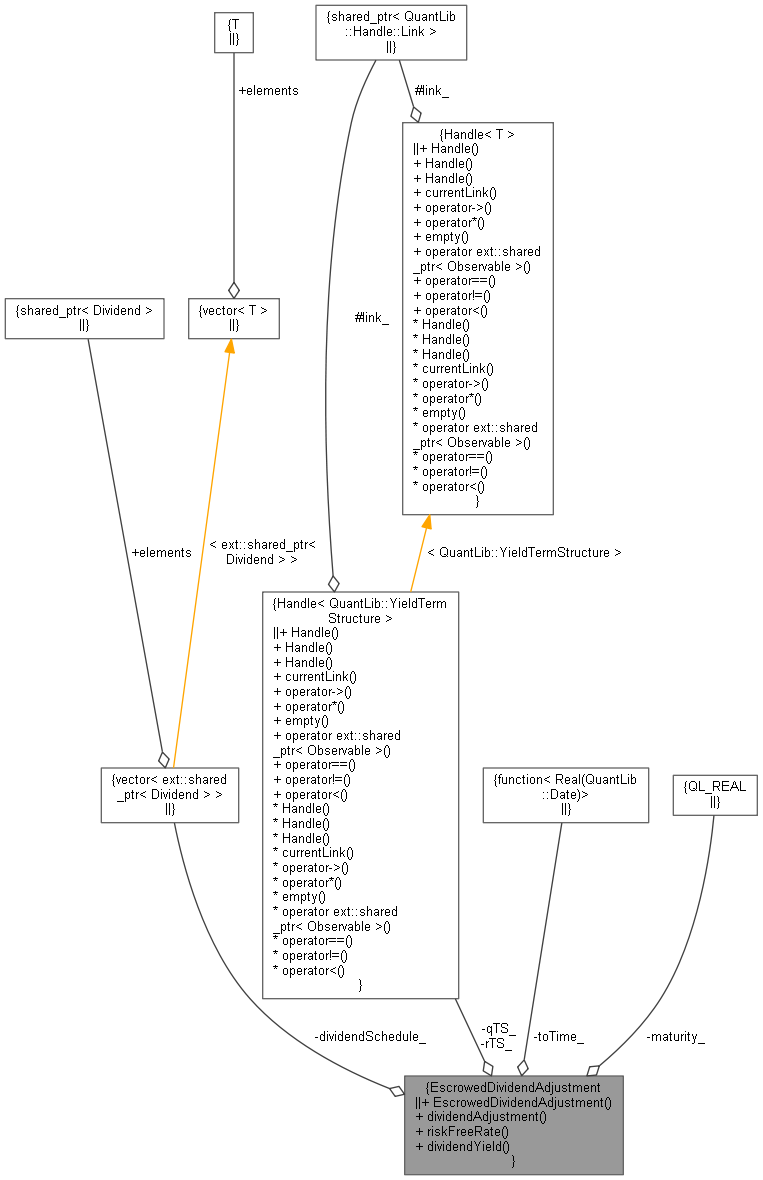 {shared_ptr< QuantLib
::Handle::Link >
||}
{T
||}
+elements
#link_
{Handle< T >
||+ Handle()
+ Handle()
+ Handle()
+ currentLink()
+ operator->()
+ operator*()
+ empty()
+ operator ext::shared
_ptr< Observable >()
+ operator==()
+ operator!=()
+ operator<()
* Handle()
* Handle()
* Handle()
* currentLink()
* operator->()
* operator*()
* empty()
* operator ext::shared
_ptr< Observable >()
* operator==()
* operator!=()
* operator<()
}
{shared_ptr< Dividend >
||}
{vector< T >
||}
#link_
+elements
< ext::shared_ptr<
Dividend > >
< QuantLib::YieldTermStructure >
{Handle< QuantLib::YieldTerm
Structure >
||+ Handle()
+ Handle()
+ Handle()
+ currentLink()
+ operator->()
+ operator*()
+ empty()
+ operator ext::shared
_ptr< Observable >()
+ operator==()
+ operator!=()
+ operator<()
* Handle()
* Handle()
* Handle()
* currentLink()
* operator->()
* operator*()
* empty()
* operator ext::shared
_ptr< Observable >()
* operator==()
* operator!=()
* operator<()
}
{vector< ext::shared
_ptr< Dividend > >
||}
{function< Real(QuantLib
::Date)>
||}
{QL_REAL
||}
-dividendSchedule_
-qTS_
-rTS_
-toTime_
-maturity_
{EscrowedDividendAdjustment
||+ EscrowedDividendAdjustment()
+ dividendAdjustment()
+ riskFreeRate()
+ dividendYield()
}